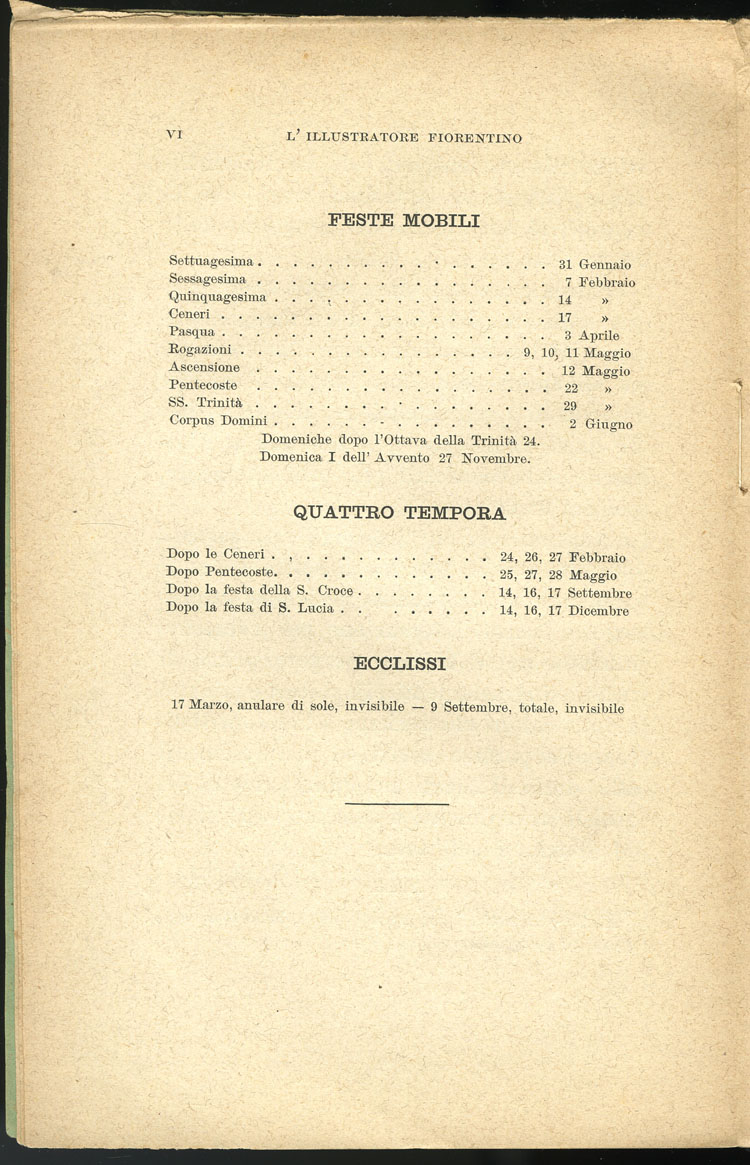 VI L' ILLUSTRATORE FIORENTINO
FESTE MOBILI
Settuagesima . . . . . . . . . . . . . . . . . 31 Gennaio
Sessagesima . . . . . . . . . . . . . . . . . 7 Febbraio
Quinquagesima . . . . . . . . . . . . . . . . 14 »
Ceneri . . . . . . . . . . . . . . . . . . . 17 »
Pasqua . . . . . . . . . . . . . . . . . . . 3 Aprile
Rogazioni . . . . . . . . . . . . . . . . 9, 10, 11 Maggio
Ascensione . . . . . . . . . . . . . . . . . 12 Maggio
Pentecoste . . . . . . . . . . . . . . . . . 22 »
SS. Trinità . . . . . . . . . . . . . . . . . 29 »
Corpus Domini . . . . . . . . . . . . . . . . 2 Giugno
Domeniche dopo l'Ottava della Trinità 24.
Domenica I dell' Avvento 27 Novembre.
QUATTRO TEMPORA
Dopo le Ceneri . , . . . . . . . . . . . 24, 26, 27 Febbraio
Dopo Pentecoste. . . . . . . . . . . . . 25, 27, 28 Maggio
Dopo la festa della S. Croce . . . . . . . . 14, 16, 17 Settembre
Dopo la festa di S. Lucia . . . . . . . . 14, 16, 17 Dicembre
ECCLISSI
17 Marzo, anulare di sole, invisibile — 9 Settembre, totale, invisibile